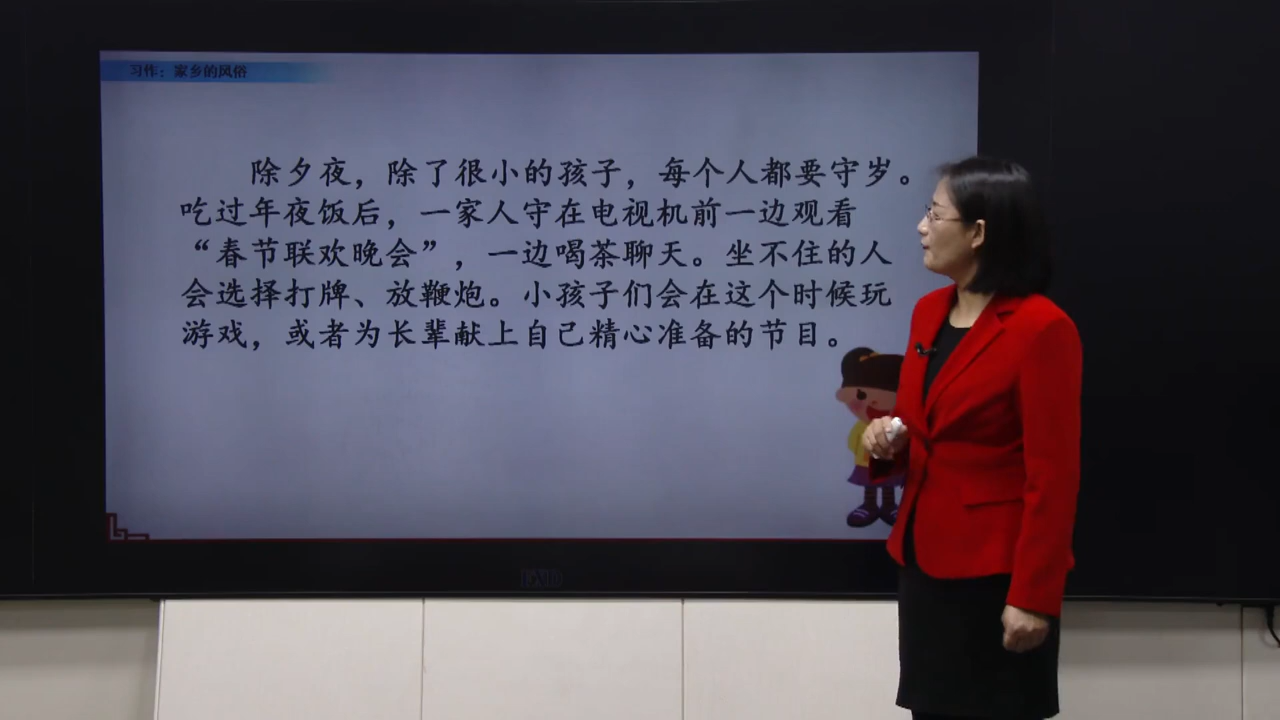 习作：家乡的风俗
除夕夜，除了很小的孩子，每个人都要守岁。
吃过年夜饭后，一家人守在电视机前一边观看
“春节联欢晚会”，一边喝茶聊天。坐不住的人
会选择打牌、放鞭炮。小孩子们会在这个时候玩
游戏，或者为长辈献上自己精心准备的节目。